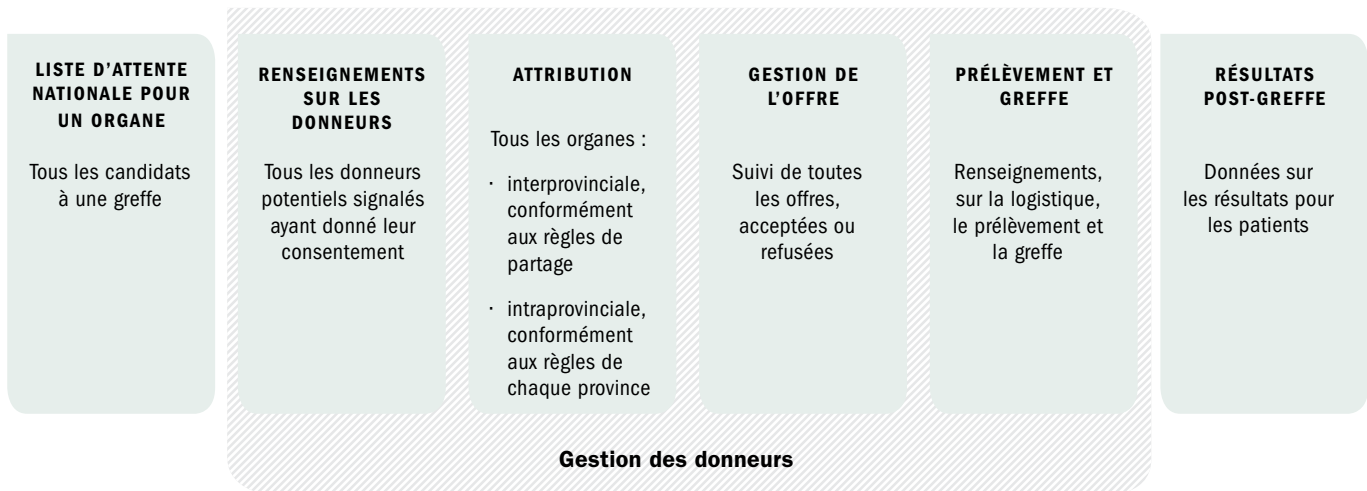 LISTE D’ATTENTE
NATIONALE POUR
UN ORGANE
Tous les candidats
à une greffe
RENSEIGNEMENTS
SUR LES
DONNEURS
Tous les donneurs
potentiels signalés
ayant donné leur
consentement
ATTRIBUTION
Tous les organes :
· interprovinciale,
conformément
aux règles de
partage
· intraprovinciale,
conformément
aux règles de
chaque province
GESTION DE
L’OFFRE
Suivi de toutes
les offres,
acceptées ou
refusées
PRÉLÈVEMENT ET
GREFFE
Renseignements,
sur la logistique,
le prélèvement et
la greffe
RÉSULTATS
POST-GREFFE
Données sur
les résultats pour
les patients
Gestion des donneurs